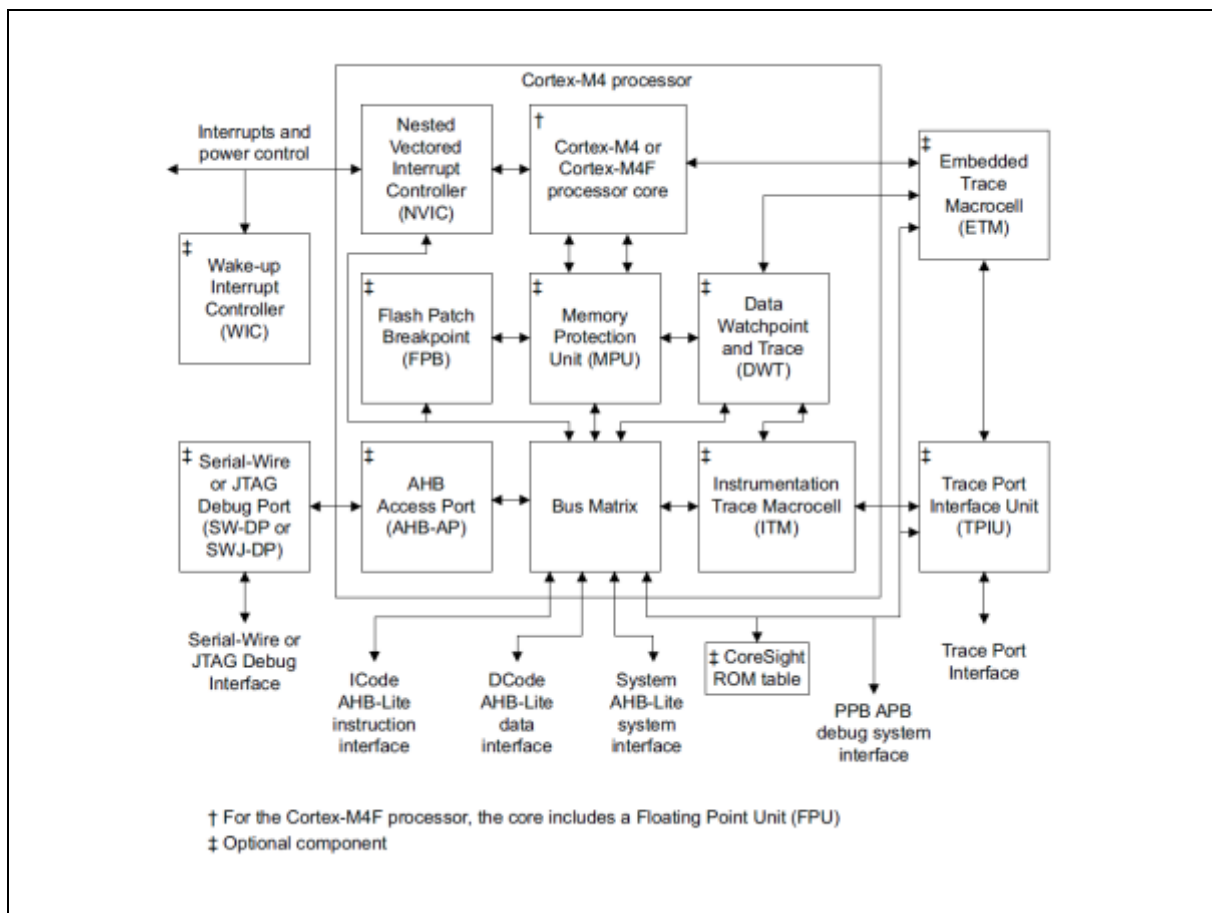 Cortex-M4 processor
Interrupts and
power control
Nested
Vectored
Interrupt
Controller
(NVIC)
†
Cortex-M4 or
Cortex-M4F
processor core
‡
Embedded
Trace
Macrocell
(ETM)
‡
Wake-up
Interrupt
Controller
(WIC)
‡
Flash Patch
Breakpoint
(FPB)
‡
Memory
Protection
Unit (MPU)
‡
Data
Watchpoint
and Trace
(DWT)
‡
Serial-Wire
or JTAG
Debug Port
(SW-DP or
SWJ-DP)
‡
AHB
Access Port
(AHB-AP)
Bus Matrix
‡
Instrumentation
Trace Macrocell
(ITM)
‡
Trace Port
Interface Unit
(TPIU)
Serial-Wire or
JTAG Debug
Interface
ICode
AHB-Lite
instruction
interface
DCode
AHB-Lite
data
interface
System
AHB-Lite
system
interface
‡ CoreSight
ROM table
PPB APB
debug system
interface
Trace Port
Interface
† For the Cortex-M4F processor, the core includes a Floating Point Unit (FPU)
‡ Optional component